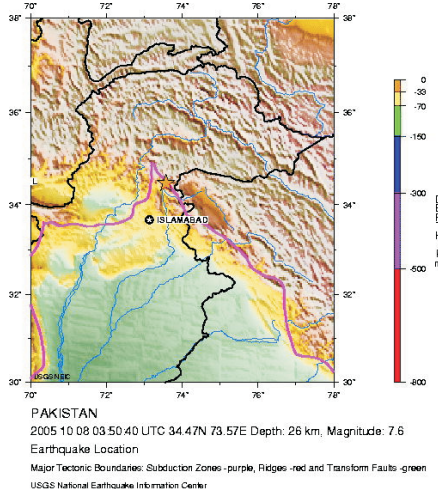 70° 72° 74° 76° 78°
38° 38°
36° 36°
34° 34°
32° 32°
30° 30°
70° 72° 74° 76° 78°
L
ISLAMABAD
USGS NEIC
0
-33
-70
-150
-300
-500
-800
PAKISTAN
2005 10 08 03:50:40 UTC 34.47N 73.57E Depth: 26 km, Magnitude: 7.6
Earthquake Location
Major Tectonic Boundaries: Subduction Zones -purple, Ridges -red and Transform Faults -green
USGS National Earthquake Information Center